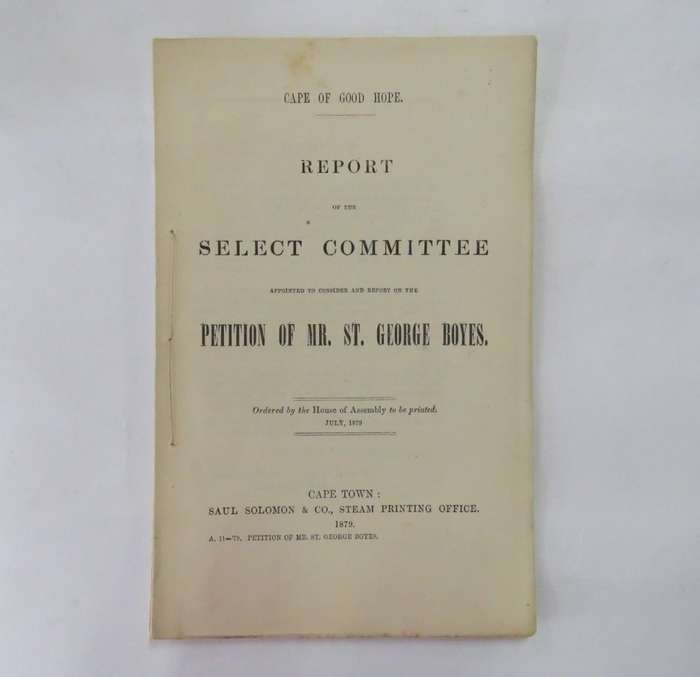 CAPE OF GOOD HOPE.
REPORT
OF THE
SELECT COMMITTEE
APPOINTED TO CONSIDER AND REPORT ON THE
PETITION OF MR. ST. GEORGE BOYES.
Ordered by the House of Assembly to be printed.
JULY, 1879
CAPE TOWN:
SAUL SOLOMON & CO., STEAM PRINTING OFFICE.
1879.
A. 11—'79. PETITION OF MR. ST. GEORGE BOYES.